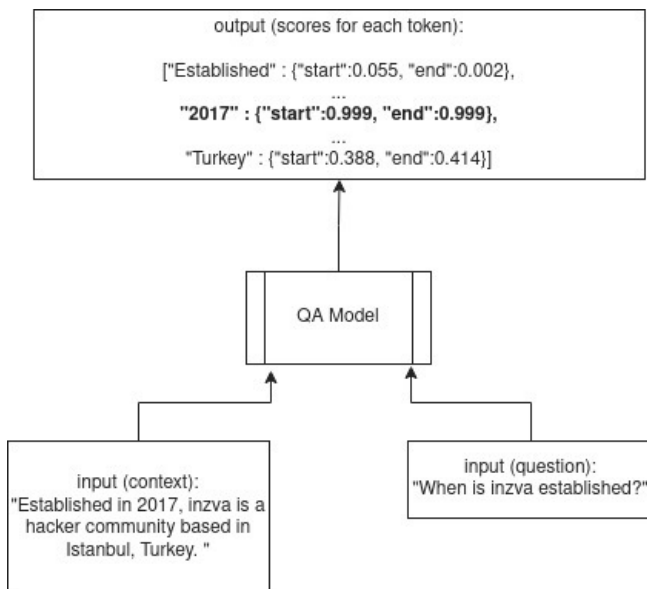 output (scores for each token):
["Established" : {"start":0.055, "end":0.002},
...
"2017" : {"start":0.999, "end":0.999},
...
"Turkey" : {"start":0.388, "end":0.414}]
QA Model
input (context):
"Established in 2017, inzva is a
hacker community based in
Istanbul, Turkey. "
input (question):
"When is inzva established?"